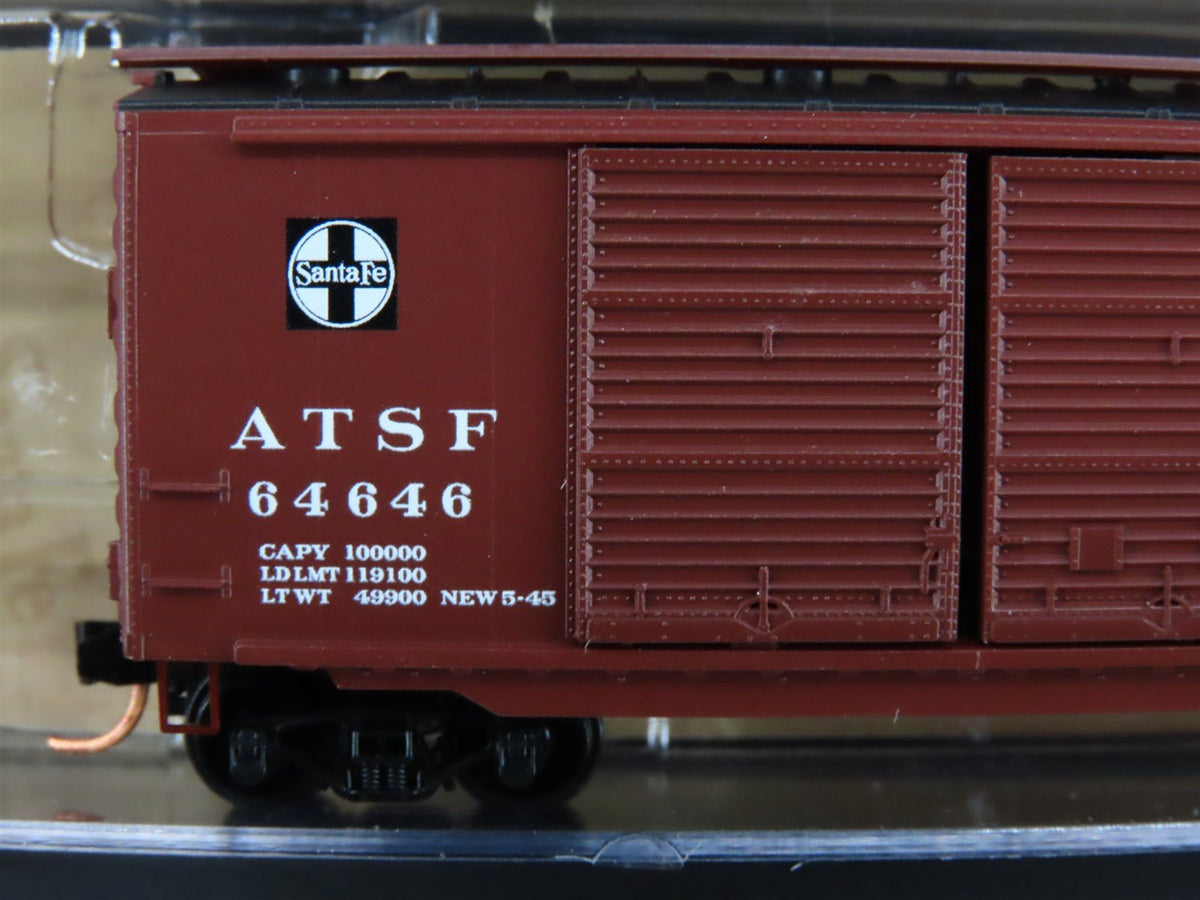 Santa Fe
ATSF
64646
CAPY 100000
LD LMT 119100
LT WT 49900 NEW 5-45